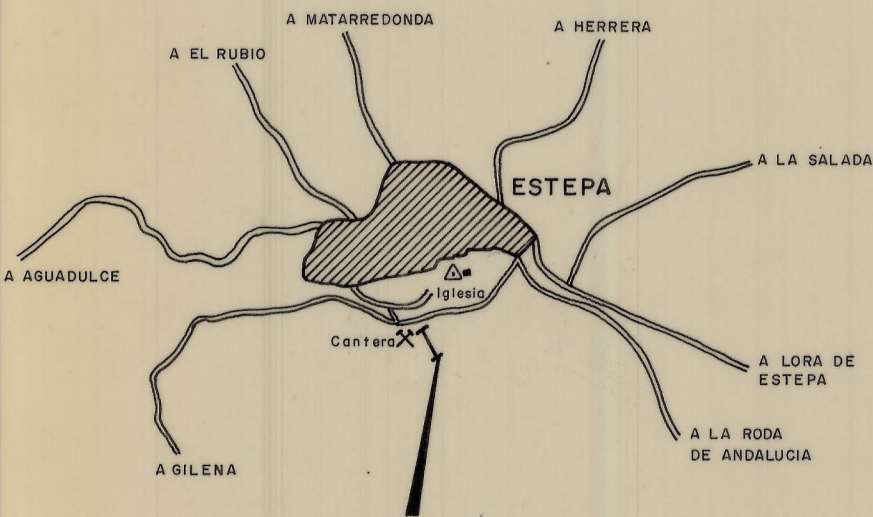 A MATARREDONDA
A HERRERA
A EL RUBIO
A LA SALADA
ESTEPA
A AGUADULCE
Iglesia
Cantera
A LORA DE
ESTEPA
A LA RODA
DE ANDALUCIA
A GILENA